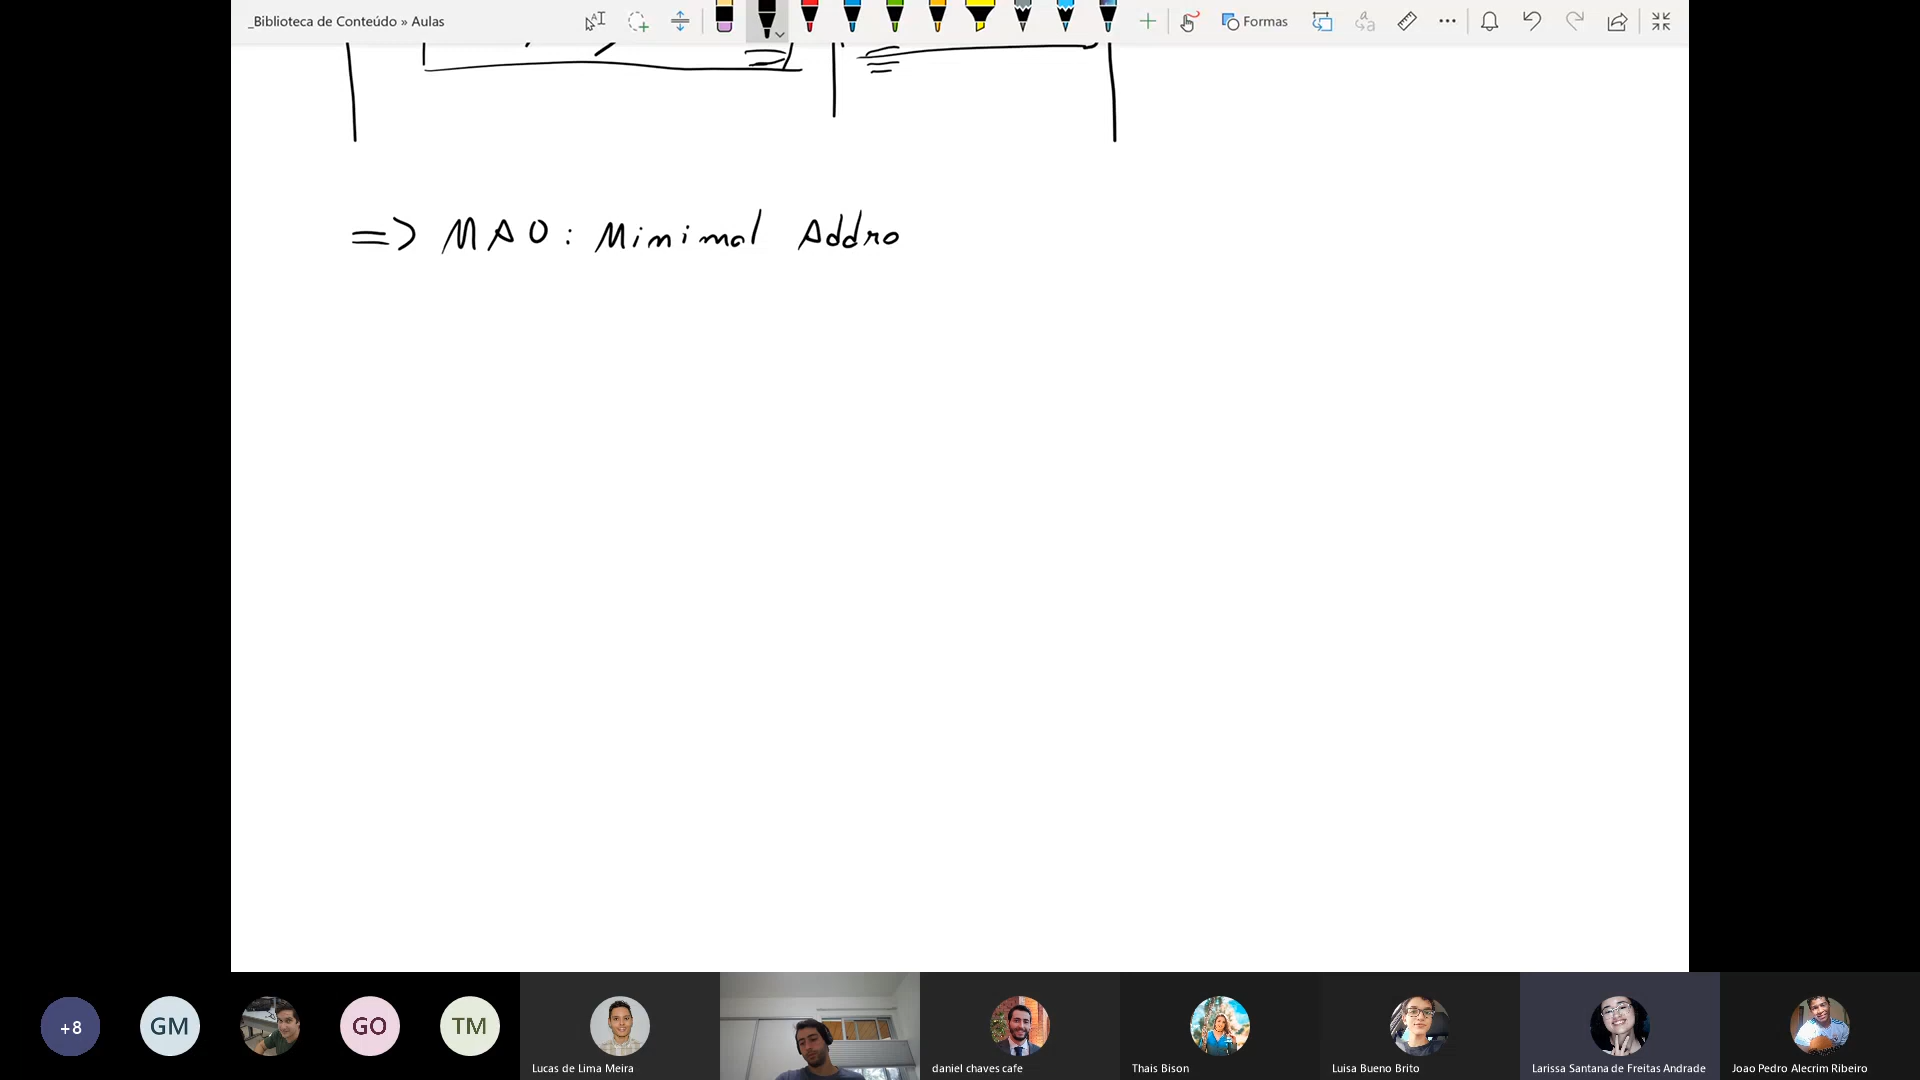 _Biblioteca de Conteúdo » Aulas
Formas
=> MAO: Minimal Addro
+8
GM
GO
TM
Lucas de Lima Meira
daniel chaves cafe
Thais Bison
Luisa Bueno Brito
Larissa Santana de Freitas Andrade
Joao Pedro Alecrim Ribeiro